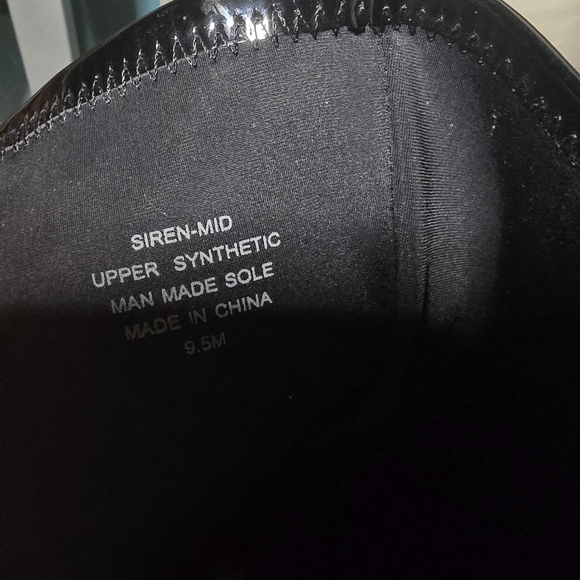 SIREN-MID
UPPER SYNTHETIC
MAN MADE SOLE
MADE IN CHINA
9.5M